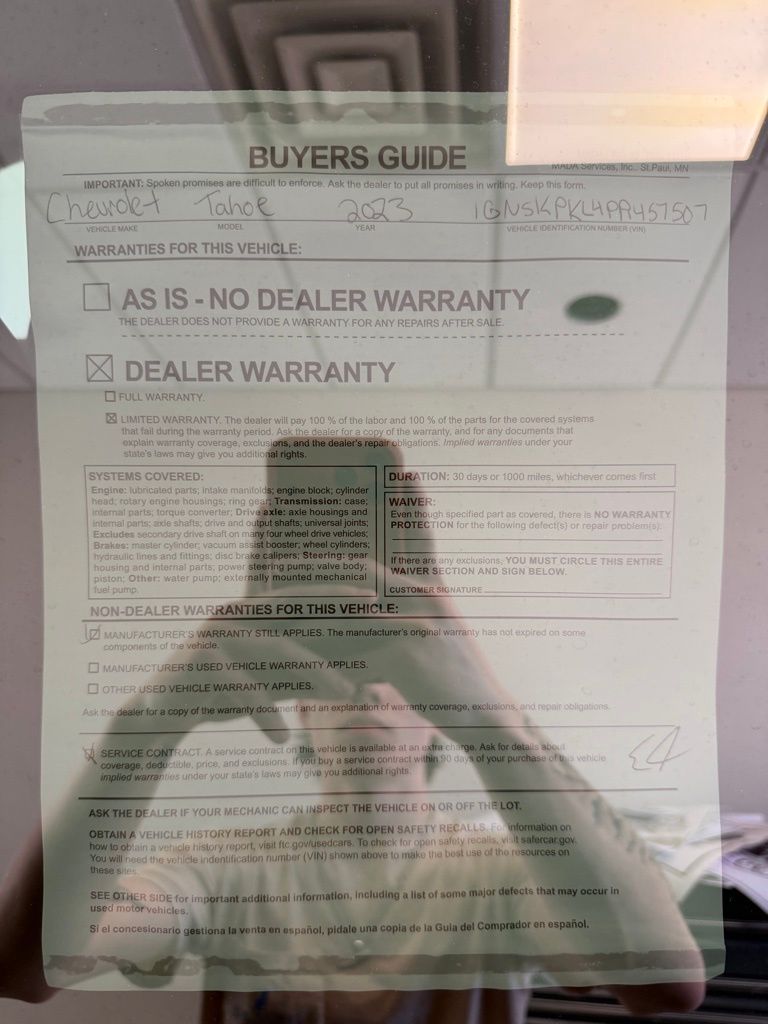 BUYERS GUIDE
MADA Services, Inc., St.Paul, MN
IMPORTANT: Spoken promises are difficult to enforce. Ask the dealer to put all promises in writing. Keep this form.
Chevrolet Tahoe 2023
VEHICLE MAKE MODEL YEAR VEHICLE IDENTIFICATION NUMBER (VIN)
WARRANTIES FOR THIS VEHICLE:
AS IS - NO DEALER WARRANTY
THE DEALER DOES NOT PROVIDE A WARRANTY FOR ANY REPAIRS AFTER SALE.
DEALER WARRANTY
FULL WARRANTY.
LIMITED WARRANTY. The dealer will pay 100 % of the labor and 100 % of the parts for the covered systems
that fail during the warranty period. Ask the dealer for a copy of the warranty, and for any documents that
explain warranty coverage, exclusions, and the dealer's repair obligations. Implied warranties under your
state's laws may give you additional rights.
SYSTEMS COVERED:
Engine: lubricated parts; intake manifolds; engine block; cylinder
head; rotary engine housings; ring gear; Transmission: case;
internal parts; torque converter; Drive axle: axle housings and
internal parts; axle shafts; drive and output shafts; universal joints;
Excludes secondary drive shaft on many four wheel drive vehicles;
Brakes: master cylinder; vacuum assist booster; wheel cylinders;
hydraulic lines and fittings; disc brake calipers; Steering: gear
housing and internal parts; power steering pump; valve body;
piston; Other: water pump; externally mounted mechanical
fuel pump.
DURATION: 30 days or 1000 miles, whichever comes first
WAIVER:
Even though specified part as covered, there is NO WARRANTY
PROTECTION for the following defect(s) or repair problem(s):
If there are any exclusions, YOU MUST CIRCLE THIS ENTIRE
WAIVER SECTION AND SIGN BELOW.
CUSTOMER SIGNATURE
NON-DEALER WARRANTIES FOR THIS VEHICLE:
MANUFACTURER'S WARRANTY STILL APPLIES. The manufacturer's original warranty has not expired on some
components of the vehicle.
MANUFACTURER'S USED VEHICLE WARRANTY APPLIES.
OTHER USED VEHICLE WARRANTY APPLIES.
Ask the dealer for a copy of the warranty document and an explanation of warranty coverage, exclusions, and repair obligations.
SERVICE CONTRACT. A service contract on this vehicle is available at an extra charge. Ask for details about
coverage, deductible, price, and exclusions. If you buy a service contract within 90 days of your purchase of this vehicle
implied warranties under your state's laws may give you additional rights.
ASK THE DEALER IF YOUR MECHANIC CAN INSPECT THE VEHICLE ON OR OFF THE LOT.
OBTAIN A VEHICLE HISTORY REPORT AND CHECK FOR OPEN SAFETY RECALLS. For information on
how to obtain a vehicle history report, visit ftc.gov/usedcars. To check for open safety recalls, visit safercar.gov.
You will need the vehicle indentification number (VIN) shown above to make the best use of the resources on
these sites.
SEE OTHER SIDE for important additional information, including a list of some major defects that may occur in
used motor vehicles.
Si el concesionario gestiona la venta en español, pídale una copia de la Guía del Comprador en español.